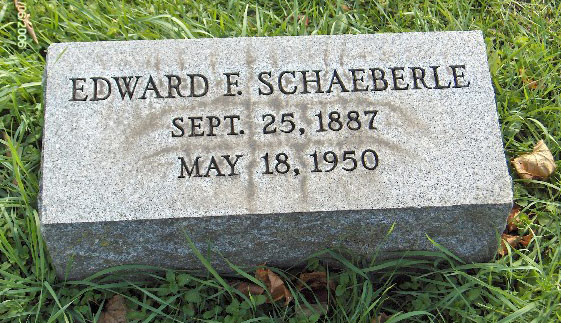 EDWARD F. SCHAEBERLE
SEPT. 25, 1887
MAY 18, 1950